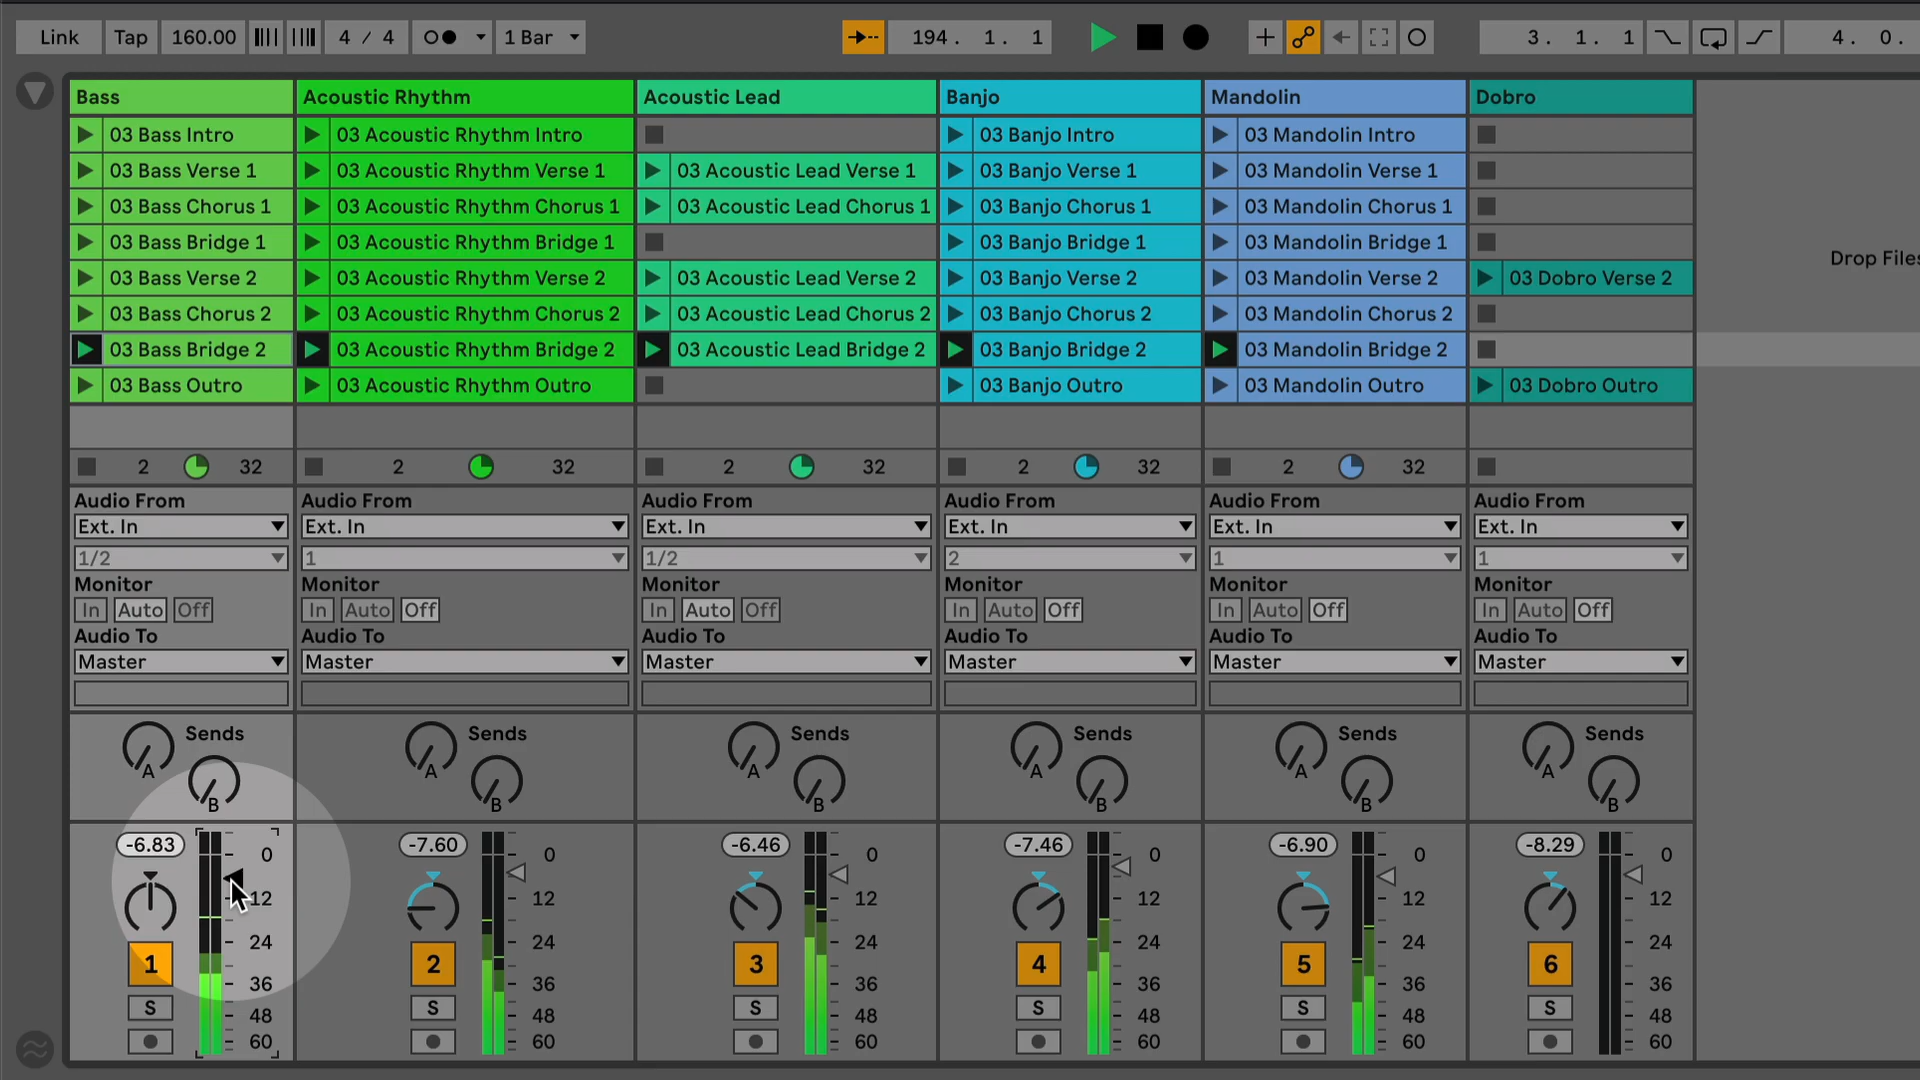 Link Tap 160.00 4 / 4 1 Bar 194. 1. 1 3. 1. 1 4. 0.
Bass Acoustic Rhythm Acoustic Lead Banjo Mandolin Dobro
03 Bass Intro 03 Acoustic Rhythm Intro 03 Banjo Intro 03 Mandolin Intro
03 Bass Verse 1 03 Acoustic Rhythm Verse 1 03 Acoustic Lead Verse 1 03 Banjo Verse 1 03 Mandolin Verse 1
03 Bass Chorus 1 03 Acoustic Rhythm Chorus 1 03 Acoustic Lead Chorus 1 03 Banjo Chorus 1 03 Mandolin Chorus 1
03 Bass Bridge 1 03 Acoustic Rhythm Bridge 1 03 Banjo Bridge 1 03 Mandolin Bridge 1
Drop Files
03 Bass Verse 2 03 Acoustic Rhythm Verse 2 03 Acoustic Lead Verse 2 03 Banjo Verse 2 03 Mandolin Verse 2 03 Dobro Verse 2
03 Bass Chorus 2 03 Acoustic Rhythm Chorus 2 03 Acoustic Lead Chorus 2 03 Banjo Chorus 2 03 Mandolin Chorus 2
03 Bass Bridge 2 03 Acoustic Rhythm Bridge 2 03 Acoustic Lead Bridge 2 03 Banjo Bridge 2 03 Mandolin Bridge 2
03 Bass Outro 03 Acoustic Rhythm Outro 03 Banjo Outro 03 Mandolin Outro 03 Dobro Outro
2 32 2 32 2 32 2 32 2 32
Audio From Audio From Audio From Audio From Audio From Audio From
Ext. In Ext. In Ext. In Ext. In Ext. In Ext. In
1/2 1 1/2 2 1 1
Monitor Monitor Monitor Monitor Monitor Monitor
In Auto Off In Auto Off In Auto Off In Auto Off In Auto Off In Auto Off
Audio To Audio To Audio To Audio To Audio To Audio To
Master Master Master Master Master Master
Sends Sends Sends Sends Sends Sends
A A A A A A
B B B B B B
-6.83 0 -7.60 0 -6.46 0 -7.46 0 -6.90 0 -8.29 0
12 12 12 12 12 12
24 24 24 24 24 24
1 2 3 4 5 6
36 36 36 36 36 36
S 48 S 48 S 48 S 48 S 48 S 48
60 60 60 60 60 60